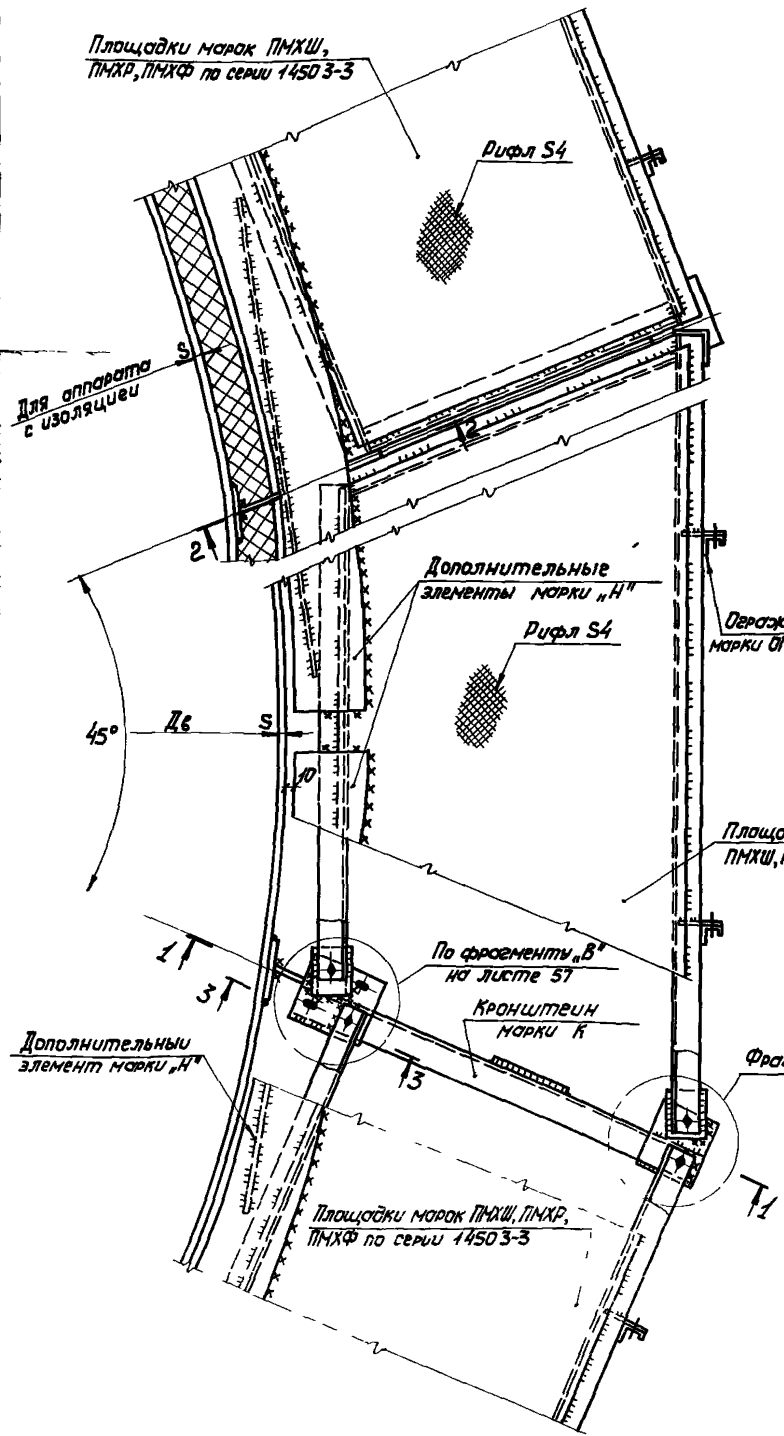 Площадки марок ПМХШ,
ПМХР, ПМХФ по серии 1450 3-3
Рифл S4
S
Для аппарата
с изоляцией
2
2
Дополнительные
элементы марки „Н"
Рифл S4
марки
45°
Дв
S
10
ПМХШ,
1
3
По фрагменту „В"
на листе 57
Кронштейн
марки К
Дополнительный
элемент марки „Н"
3
1
Площадки марок ПМХШ, ПМХР,
ПМХФ по серии 1450 3-3